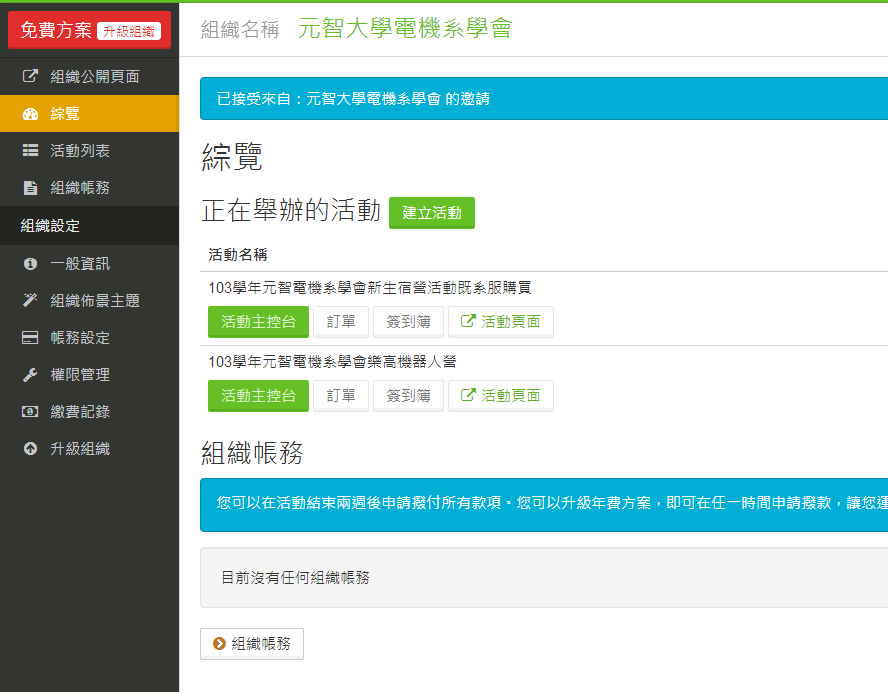 免費方案 升級組織
組織公開頁面
綜覽
活動列表
組織帳務
組織設定
一般資訊
組織佈景主題
帳務設定
權限管理
繳費記錄
升級組織
組織名稱 元智大學電機系學會
已接受來自：元智大學電機系學會 的邀請
綜覽
正在舉辦的活動 建立活動
活動名稱
103學年元智電機系學會新生宿營活動既系服購買
活動主控台 訂單 簽到簿 活動頁面
103學年元智電機系學會樂高機器人營
活動主控台 訂單 簽到簿 活動頁面
組織帳務
您可以在活動結束兩週後申請撥付所有款項。您可以升級年費方案，即可在任一時間申請撥款，讓您運
目前沒有任何組織帳務
組織帳務